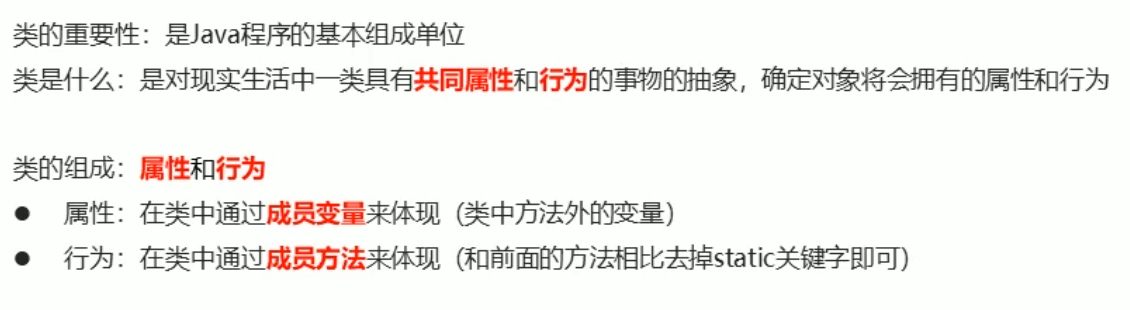 类的重要性：是Java程序的基本组成单位
类是什么：是对现实生活中一类具有共同属性和行为的事物的抽象，确定对象将会拥有的属性和行为
类的组成：属性和行为
● 属性：在类中通过成员变量来体现（类中方法外的变量）
● 行为：在类中通过成员方法来体现（和前面的方法相比去掉static关键字即可）